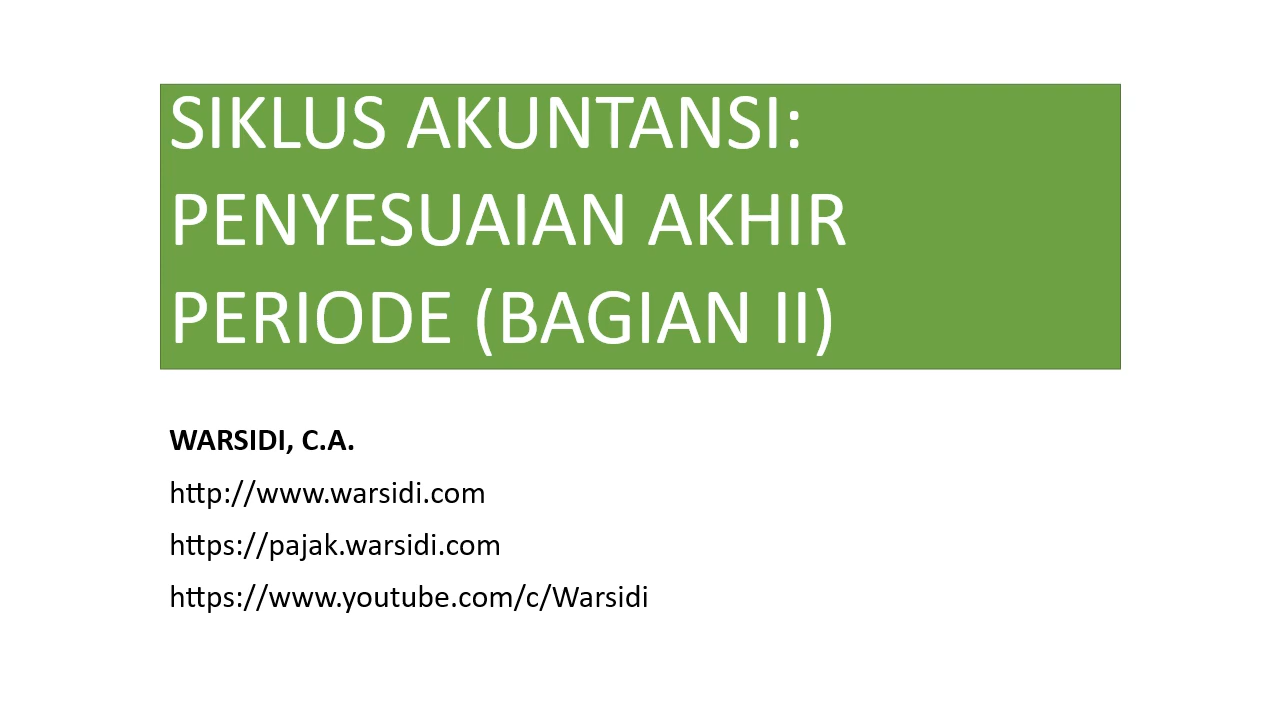 SIKLUS AKUNTANSI:
PENYESUAIAN AKHIR
PERIODE (BAGIAN II)
WARSIDI, C.A.
http://www.warsidi.com
https://pajak.warsidi.com
https://www.youtube.com/c/Warsidi